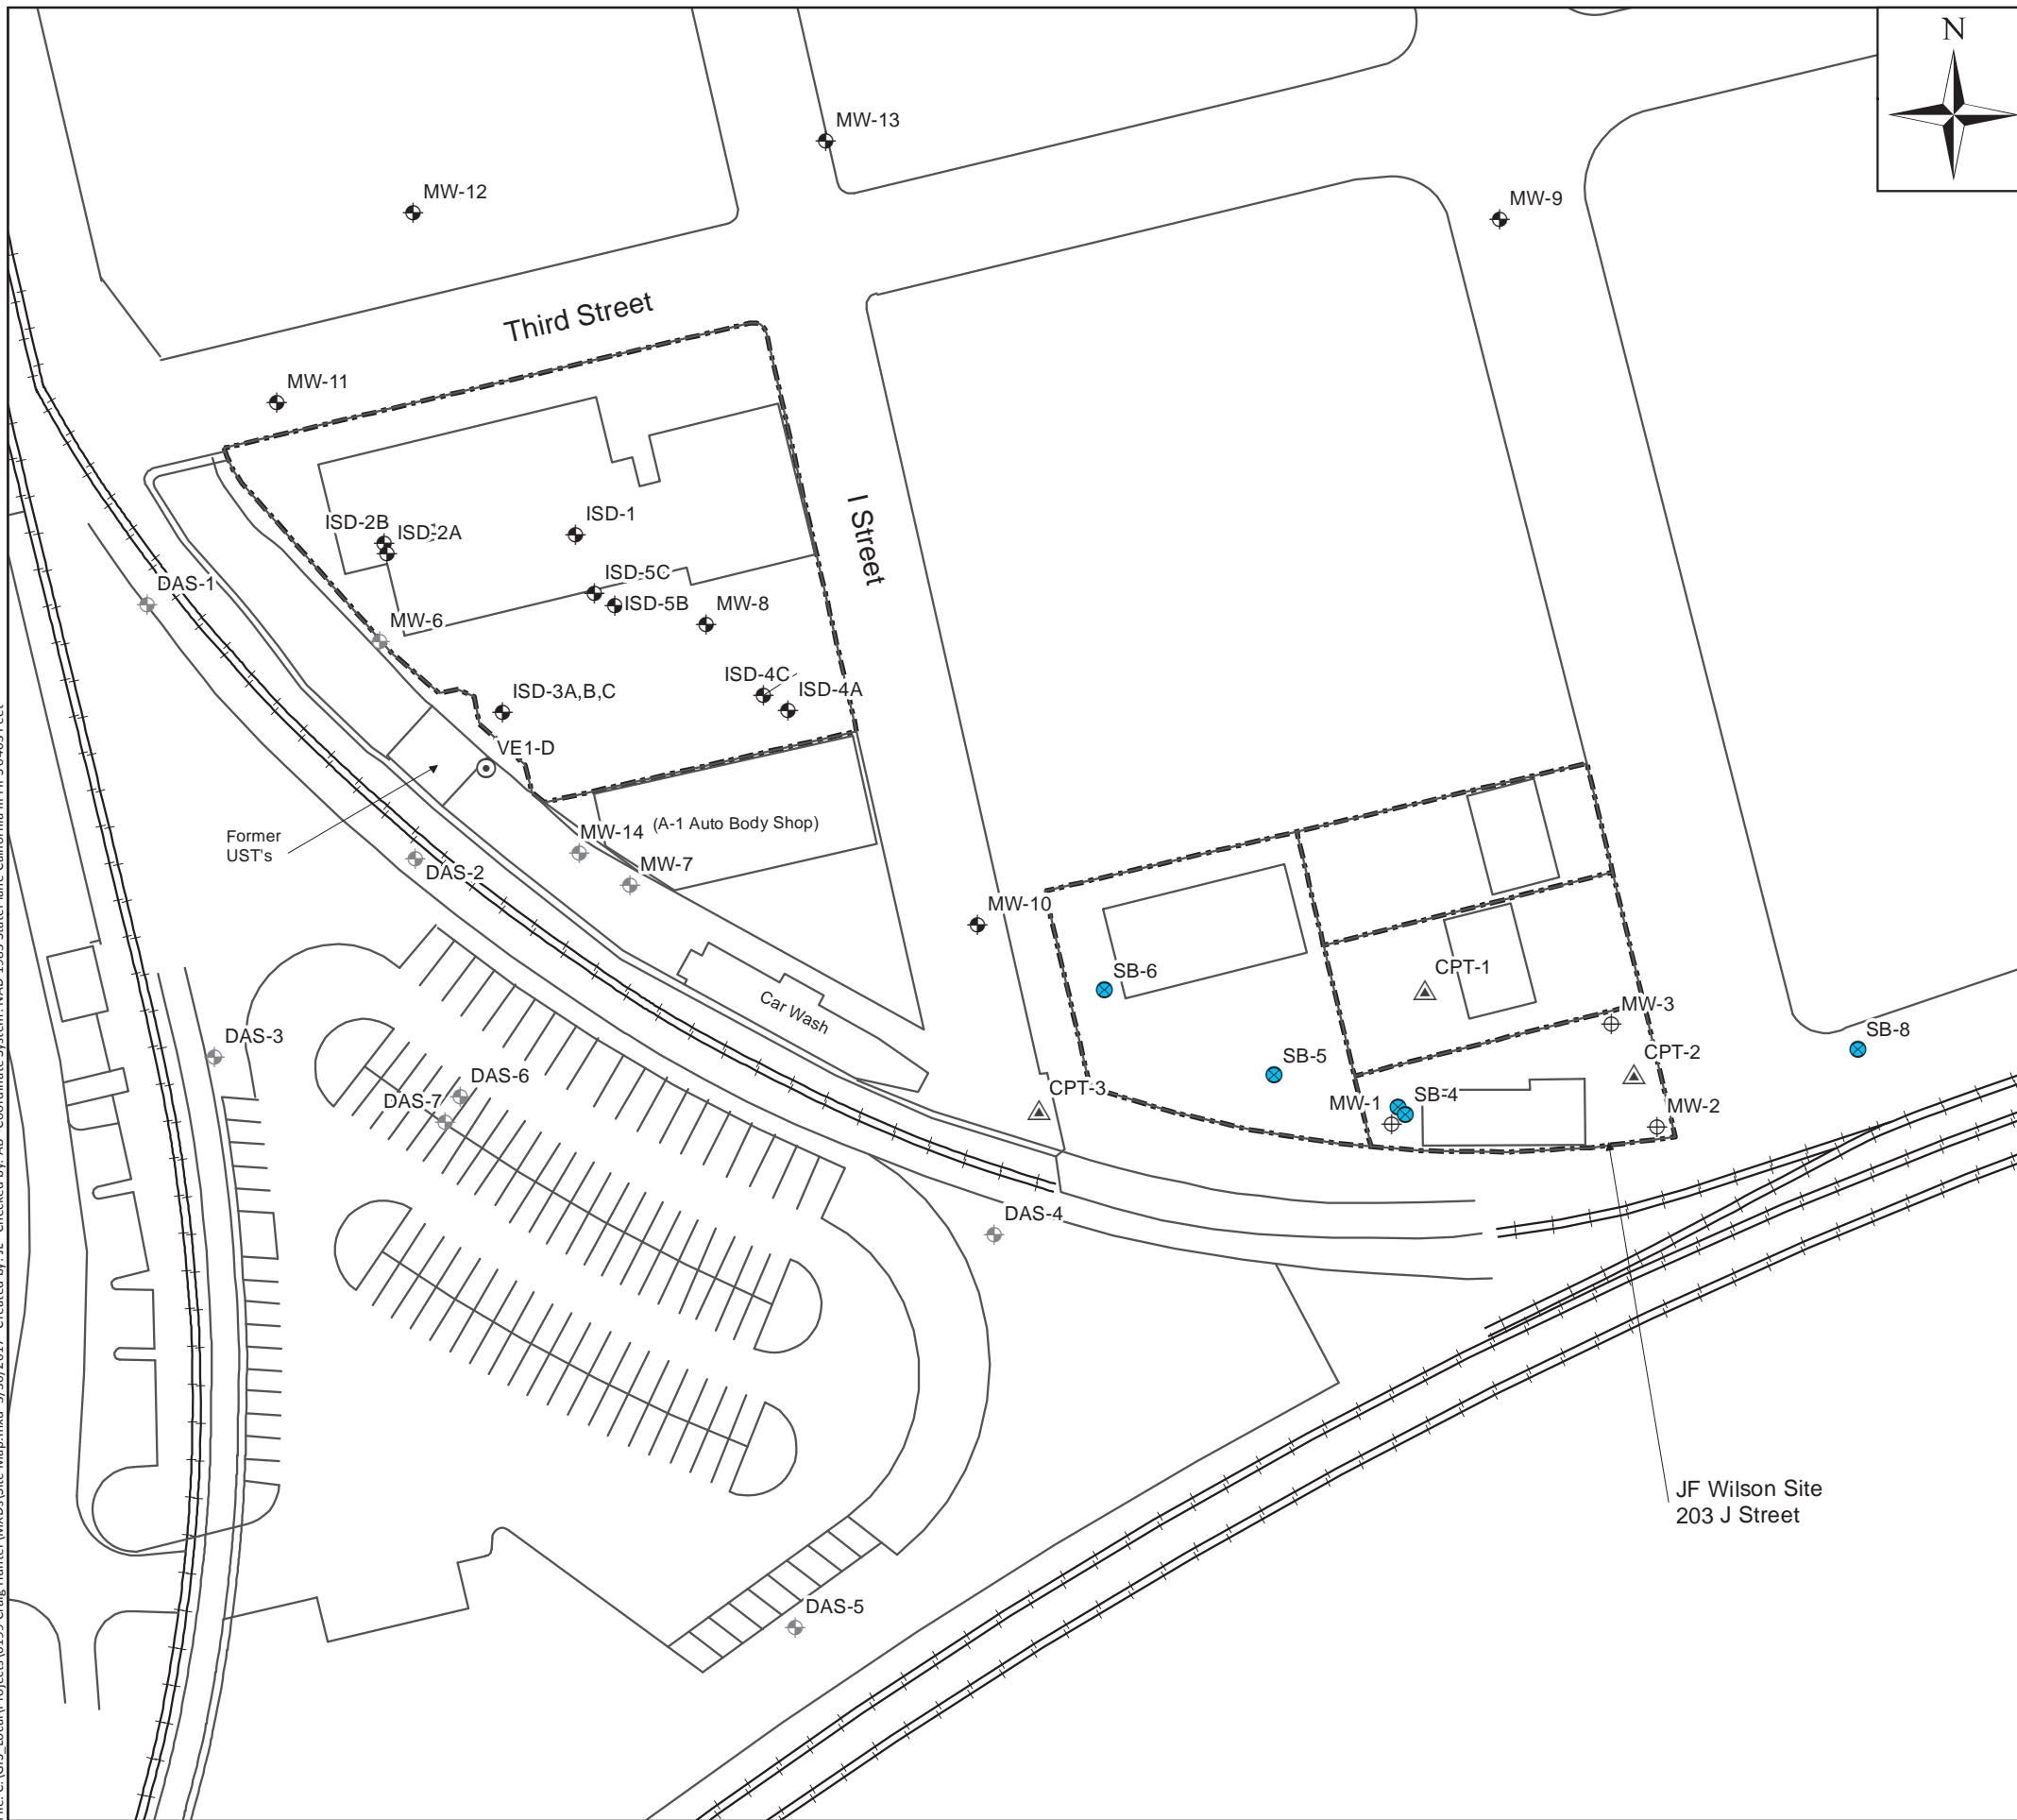 N
MW-13
MW-12
MW-9
Third Street
MW-11
I Street
ISD-1
ISD-2B
ISD-2A
ISD-5C
DAS-1
ISD-5B
MW-8
MW-6
ISD-4C
ISD-3A,B,C
ISD-4A
VE1-D
(A-1 Auto Body Shop)
MW-14
Former
UST's
MW-7
DAS-2
MW-10
CPT-1
SB-6
Car Wash
MW-3
SB-8
DAS-3
CPT-2
SB-5
DAS-6
CPT-3
SB-4
DAS-7
MW-1
MW-2
DAS-4
JF Wilson Site
203 J Street
DAS-5